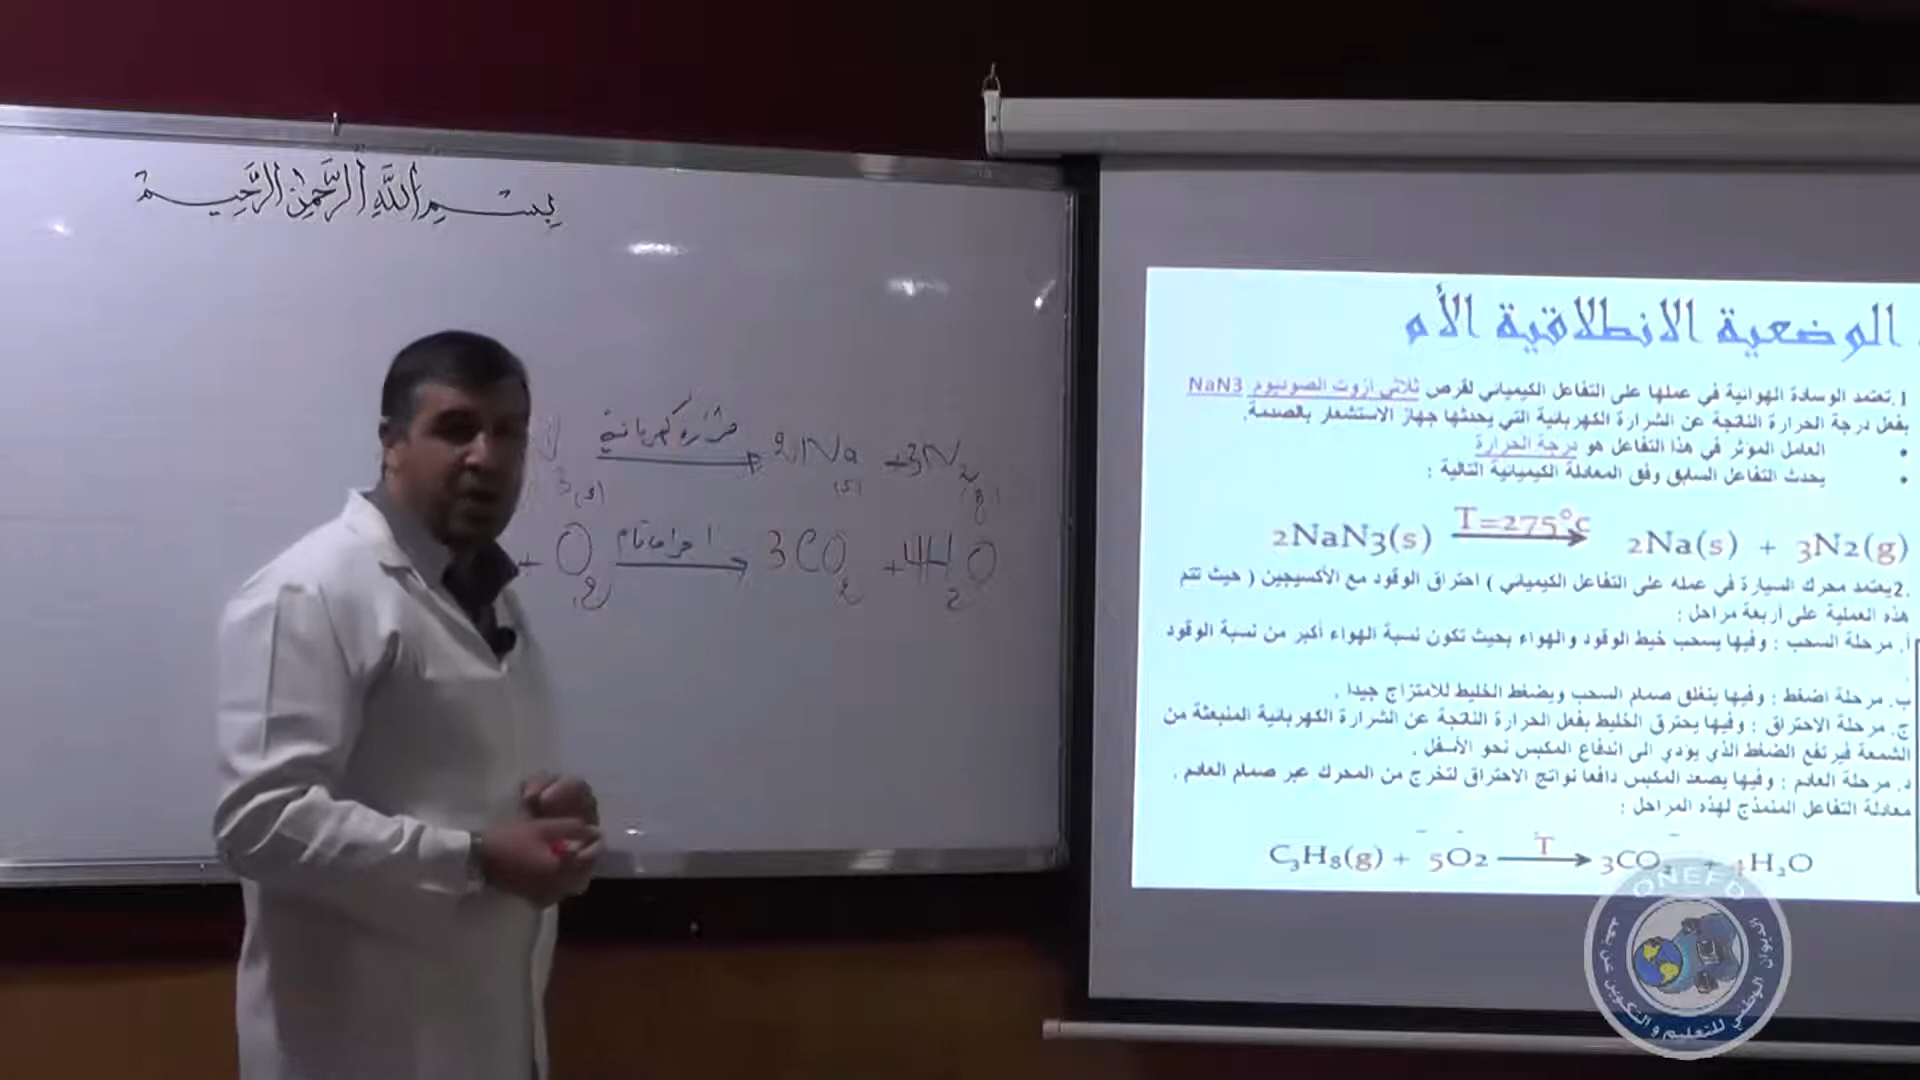 بِسْمِ اللَّهِ الرَّحْمٰنِ الرَّحِيمِ
N3(s) شرارة كهربائية → 2Na(s) + 3N2(g)
+ O2 احتراق تام → 3CO2 + 4H2O
الوضعية الانطلاقية الأم
1.تعتمد الوسادة الهوائية في عملها على التفاعل الكيميائي لقرص ثلاثي ازوت الصوديوم NaN3
بفعل درجة الحرارة الناتجة عن الشرارة الكهربائية التي يحدثها جهاز الاستشعار بالصدمة.
• العامل المؤثر في هذا التفاعل هو درجة الحرارة
• يحدث التفاعل السابق وفق المعادلة الكيميائية التالية :
2NaN3(s) T=275°c → 2Na(s) + 3N2(g)
2.يعتمد محرك السيارة في عمله على التفاعل الكيميائي ) احتراق الوقود مع الأكسيجين ( حيث تتم
هذه العملية على أربعة مراحل :
أ. مرحلة السحب : وفيها يسحب خيط الوقود والهواء بحيث تكون نسبة الهواء أكبر من نسبة الوقود
.
ب. مرحلة اضغط : وفيها ينغلق صمام السحب ويضغط الخليط للامتزاج جيدا .
ج. مرحلة الاحتراق : وفيها يحترق الخليط بفعل الحرارة الناتجة عن الشرارة الكهربائية المنبعثة من
الشمعة فيرتفع الضغط الذي يؤدي الى اندفاع المكبس نحو الأسفل .
د. مرحلة العادم : وفيها يصعد المكبس دافعا نواتج الاحتراق لتخرج من المحرك عبر صمام العادم .
معادلة التفاعل المنمذج لهذه المراحل :
C3H8(g) + 5O2 T → 3CO2 + 4H2O
ONEFD
الديوان الوطني للتعليم و التكوين عن بعد